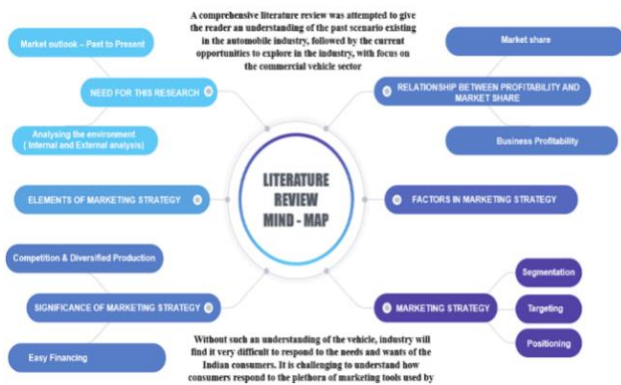 A comprehensive literature review was attempted to give
the reader an understanding of the past scenario existing
in the automobile industry, followed by the current
opportunities to explore in the industry, with focus on
the commercial vehicle sector
Market outlook – Past to Present
NEED FOR THIS RESEARCH
Analysing the environment
( Internal and External analysis)
ELEMENTS OF MARKETING STRATEGY
Competition & Diversified Production
SIGNIFICANCE OF MARKETING STRATEGY
Easy Financing
LITERATURE
REVIEW
MIND - MAP
Market share
RELATIONSHIP BETWEEN PROFITABILITY AND
MARKET SHARE
Business Profitability
FACTORS IN MARKETING STRATEGY
Segmentation
MARKETING STRATEGY
Targeting
Positioning
Without such an understanding of the vehicle, industry will
find it very difficult to respond to the needs and wants of the
Indian consumers. It is challenging to understand how
consumers respond to the plethora of marketing tools used by